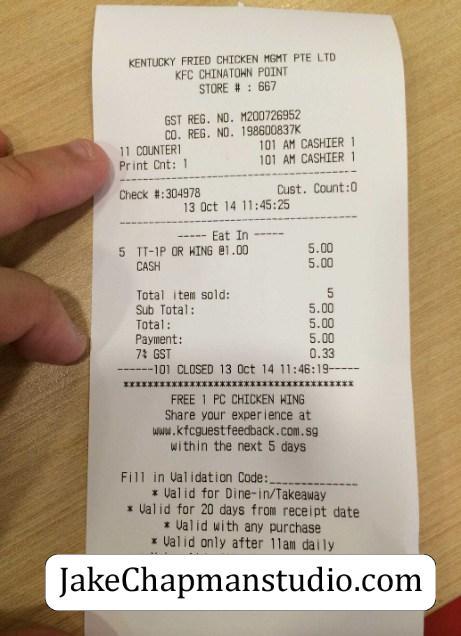 KENTUCKY FRIED CHICKEN MGMT PTE LTD
KFC CHINATOWN POINT
STORE # : 667
GST REG. NO. M200726952
CO. REG. NO. 198600837K
11 COUNTER1 101 AM CASHIER 1
Print Cnt: 1 101 AM CASHIER 1
Check #:304978 Cust. Count:0
13 Oct 14 11:45:25
----- Eat In -----
5 TT-1P OR WING @1.00 5.00
CASH 5.00
Total item sold: 5
Sub Total: 5.00
Total: 5.00
Payment: 5.00
7% GST 0.33
------101 CLOSED 13 Oct 14 11:46:19-----
****************************************
FREE 1 PC CHICKEN WING
Share your experience at
www.kfcguestfeedback.com.sg
within the next 5 days
Fill in Validation Code:_____________
* Valid for Dine-in/Takeaway
* Valid for 20 days from receipt date
* Valid with any purchase
* Valid only after 11am daily
JakeChapmanstudio.com